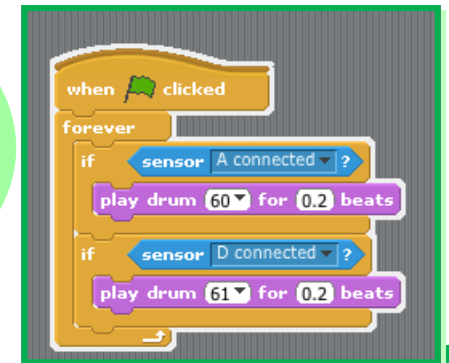 when clicked
forever
if sensor A connected ?
play drum 60 for 0.2 beats
if sensor D connected ?
play drum 61 for 0.2 beats